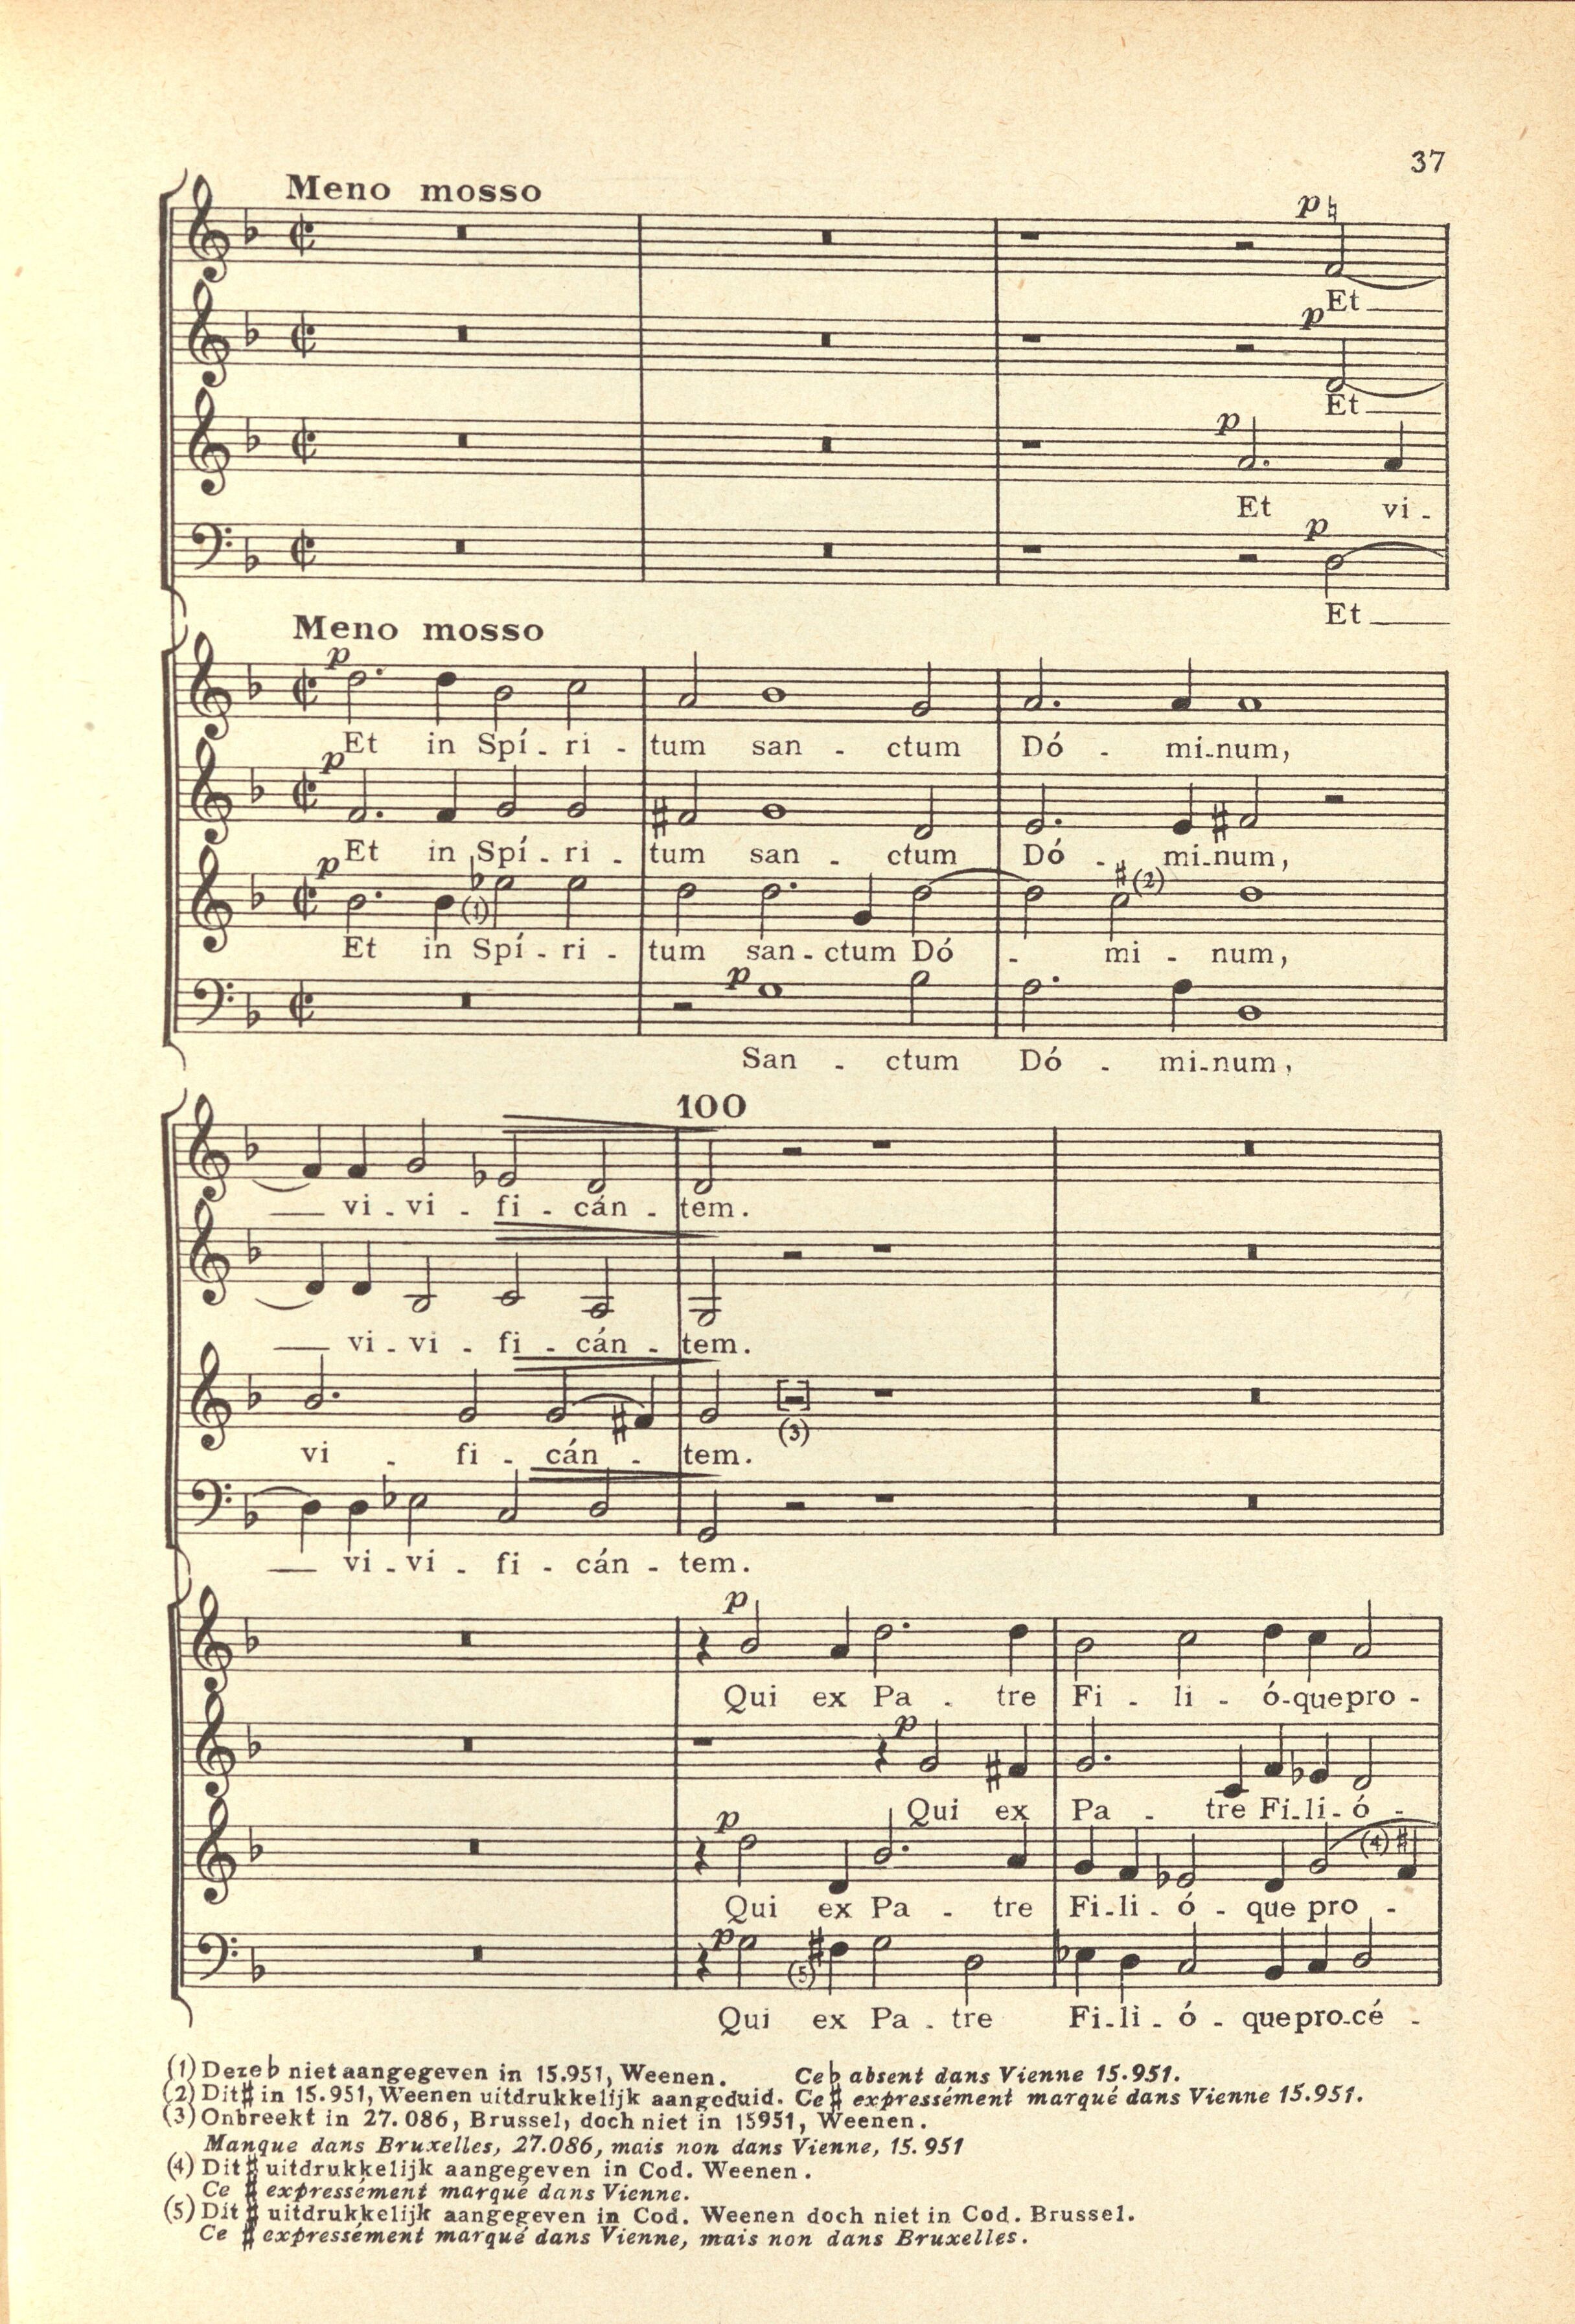 37
Meno mosso
p
Et
p
Et
p
Et vi -
p
Et
Meno mosso
p
Et in Spí - ri - tum san - ctum Dó - mi - num,
p
Et in Spí - ri - tum san - ctum Dó - mi - num,
p (1) (2)
Et in Spí - ri - tum san - ctum Dó - mi - num,
p
San - ctum Dó - mi - num,
100
vi - vi - fi - cán - tem.
vi - vi - fi - cán - tem.
(3)
vi - fi - cán - tem.
vi - vi - fi - cán - tem.
p
Qui ex Pa - tre Fi - li - ó - que pro -
p
Qui ex Pa - tre Fi - li - ó -
p (4)
Qui ex Pa - tre Fi - li - ó - que pro -
p (5)
Qui ex Pa - tre Fi - li - ó - que pro - cé -
(1) Deze ♭ niet aangegeven in 15.951, Weenen. Ce ♭ absent dans Vienne 15.951.
(2) Dit ♯ in 15.951, Weenen uitdrukkelijk aangeduid. Ce ♯ expressément marqué dans Vienne 15.951.
(3) Onbreekt in 27.086, Brussel, doch niet in 15951, Weenen.
Manque dans Bruxelles, 27.086, mais non dans Vienne, 15.951
(4) Dit ♯ uitdrukkelijk aangegeven in Cod. Weenen.
Ce ♯ expressément marqué dans Vienne.
(5) Dit ♯ uitdrukkelijk aangegeven in Cod. Weenen doch niet in Cod. Brussel.
Ce ♯ expressément marqué dans Vienne, mais non dans Bruxelles.